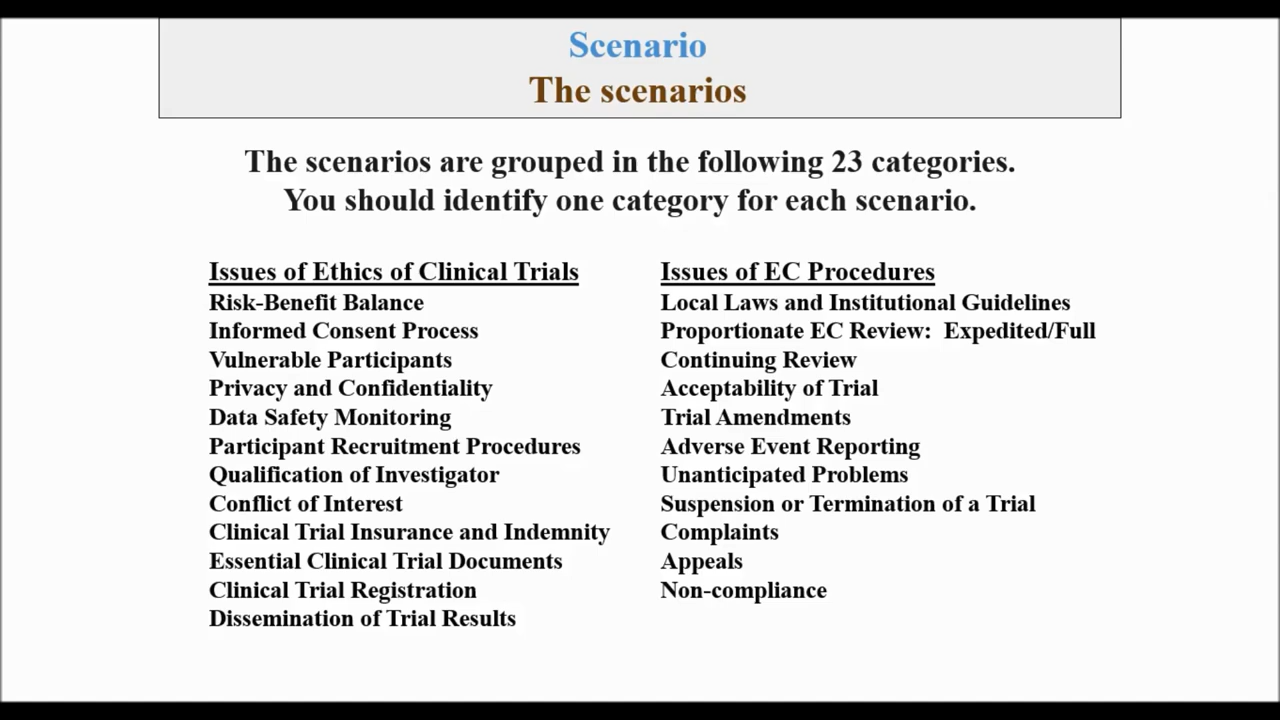 Scenario
The scenarios
The scenarios are grouped in the following 23 categories.
You should identify one category for each scenario.
Issues of Ethics of Clinical Trials
Risk-Benefit Balance
Informed Consent Process
Vulnerable Participants
Privacy and Confidentiality
Data Safety Monitoring
Participant Recruitment Procedures
Qualification of Investigator
Conflict of Interest
Clinical Trial Insurance and Indemnity
Essential Clinical Trial Documents
Clinical Trial Registration
Dissemination of Trial Results
Issues of EC Procedures
Local Laws and Institutional Guidelines
Proportionate EC Review:  Expedited/Full
Continuing Review
Acceptability of Trial
Trial Amendments
Adverse Event Reporting
Unanticipated Problems
Suspension or Termination of a Trial
Complaints
Appeals
Non-compliance